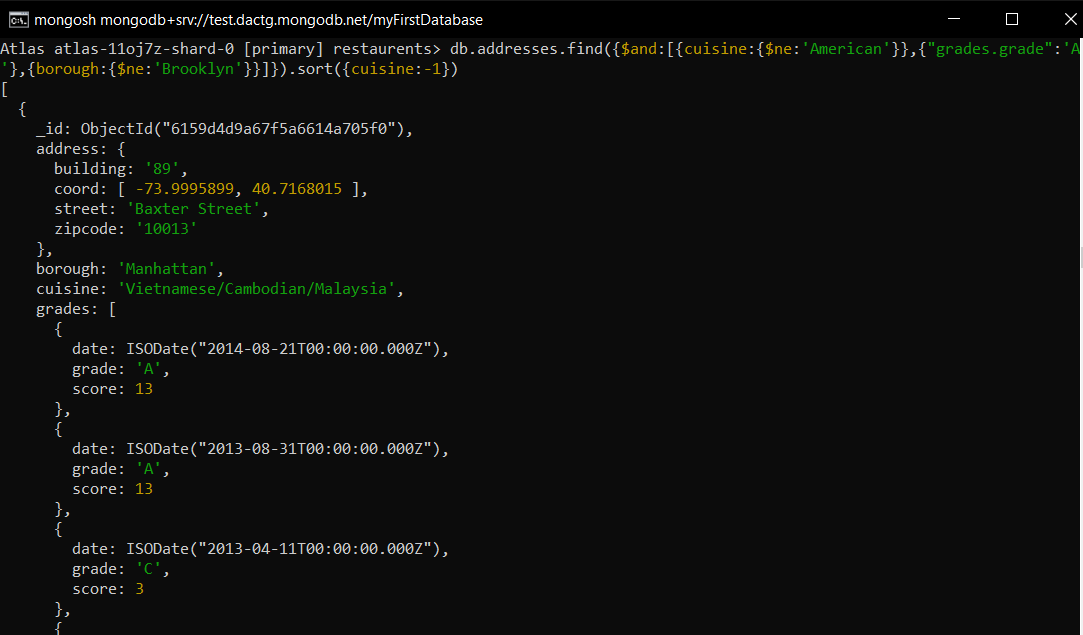 mongosh mongodb+srv://test.dactg.mongodb.net/myFirstDatabase
Atlas atlas-11oj7z-shard-0 [primary] restaurents> db.addresses.find({$and:[{cuisine:{$ne:'American'}},{"grades.grade":'A
'},{borough:{$ne:'Brooklyn'}}]}).sort({cuisine:-1})
[
  {
    _id: ObjectId("6159d4d9a67f5a6614a705f0"),
    address: {
      building: '89',
      coord: [ -73.9995899, 40.7168015 ],
      street: 'Baxter Street',
      zipcode: '10013'
    },
    borough: 'Manhattan',
    cuisine: 'Vietnamese/Cambodian/Malaysia',
    grades: [
      {
        date: ISODate("2014-08-21T00:00:00.000Z"),
        grade: 'A',
        score: 13
      },
      {
        date: ISODate("2013-08-31T00:00:00.000Z"),
        grade: 'A',
        score: 13
      },
      {
        date: ISODate("2013-04-11T00:00:00.000Z"),
        grade: 'C',
        score: 3
      },
      {